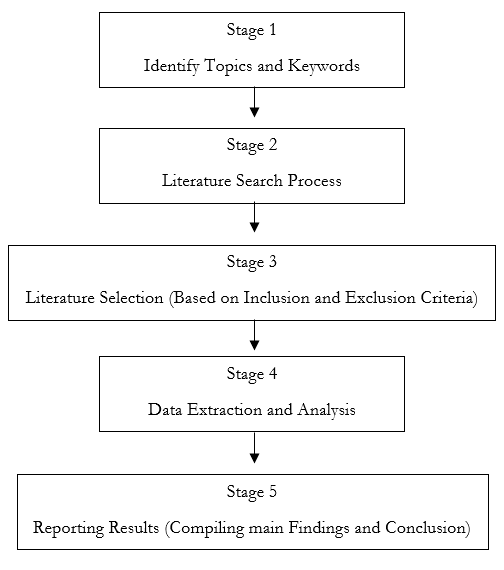 Stage 1
Identify Topics and Keywords
Stage 2
Literature Search Process
Stage 3
Literature Selection (Based on Inclusion and Exclusion Criteria)
Stage 4
Data Extraction and Analysis
Stage 5
Reporting Results (Compiling main Findings and Conclusion)